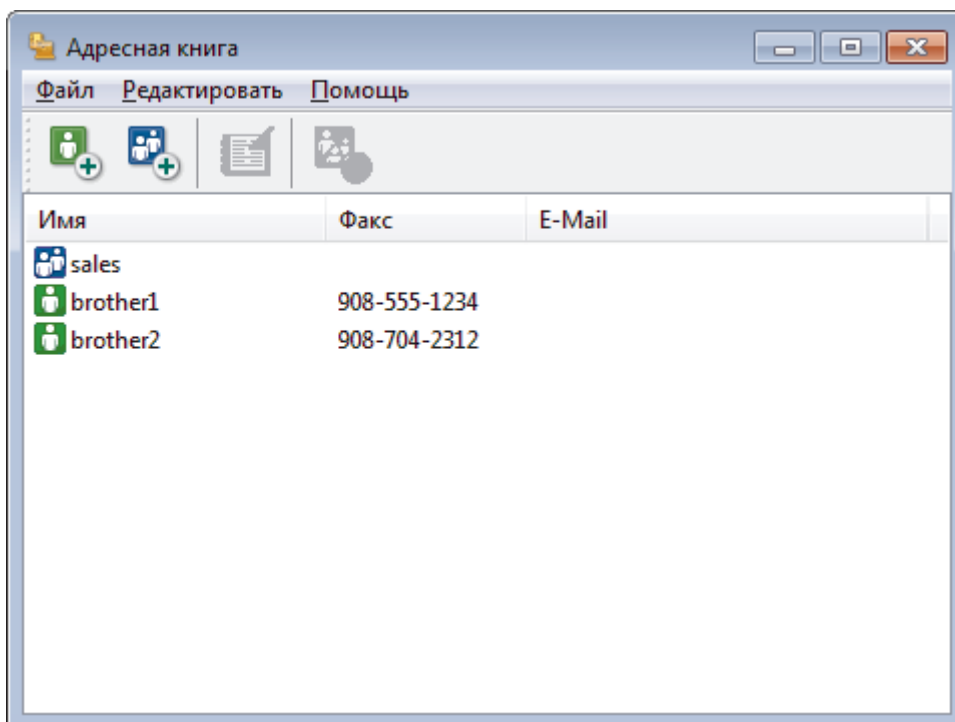 Адресная книга
Файл Редактировать Помощь
Имя Факс E-Mail
sales
brother1 908-555-1234
brother2 908-704-2312